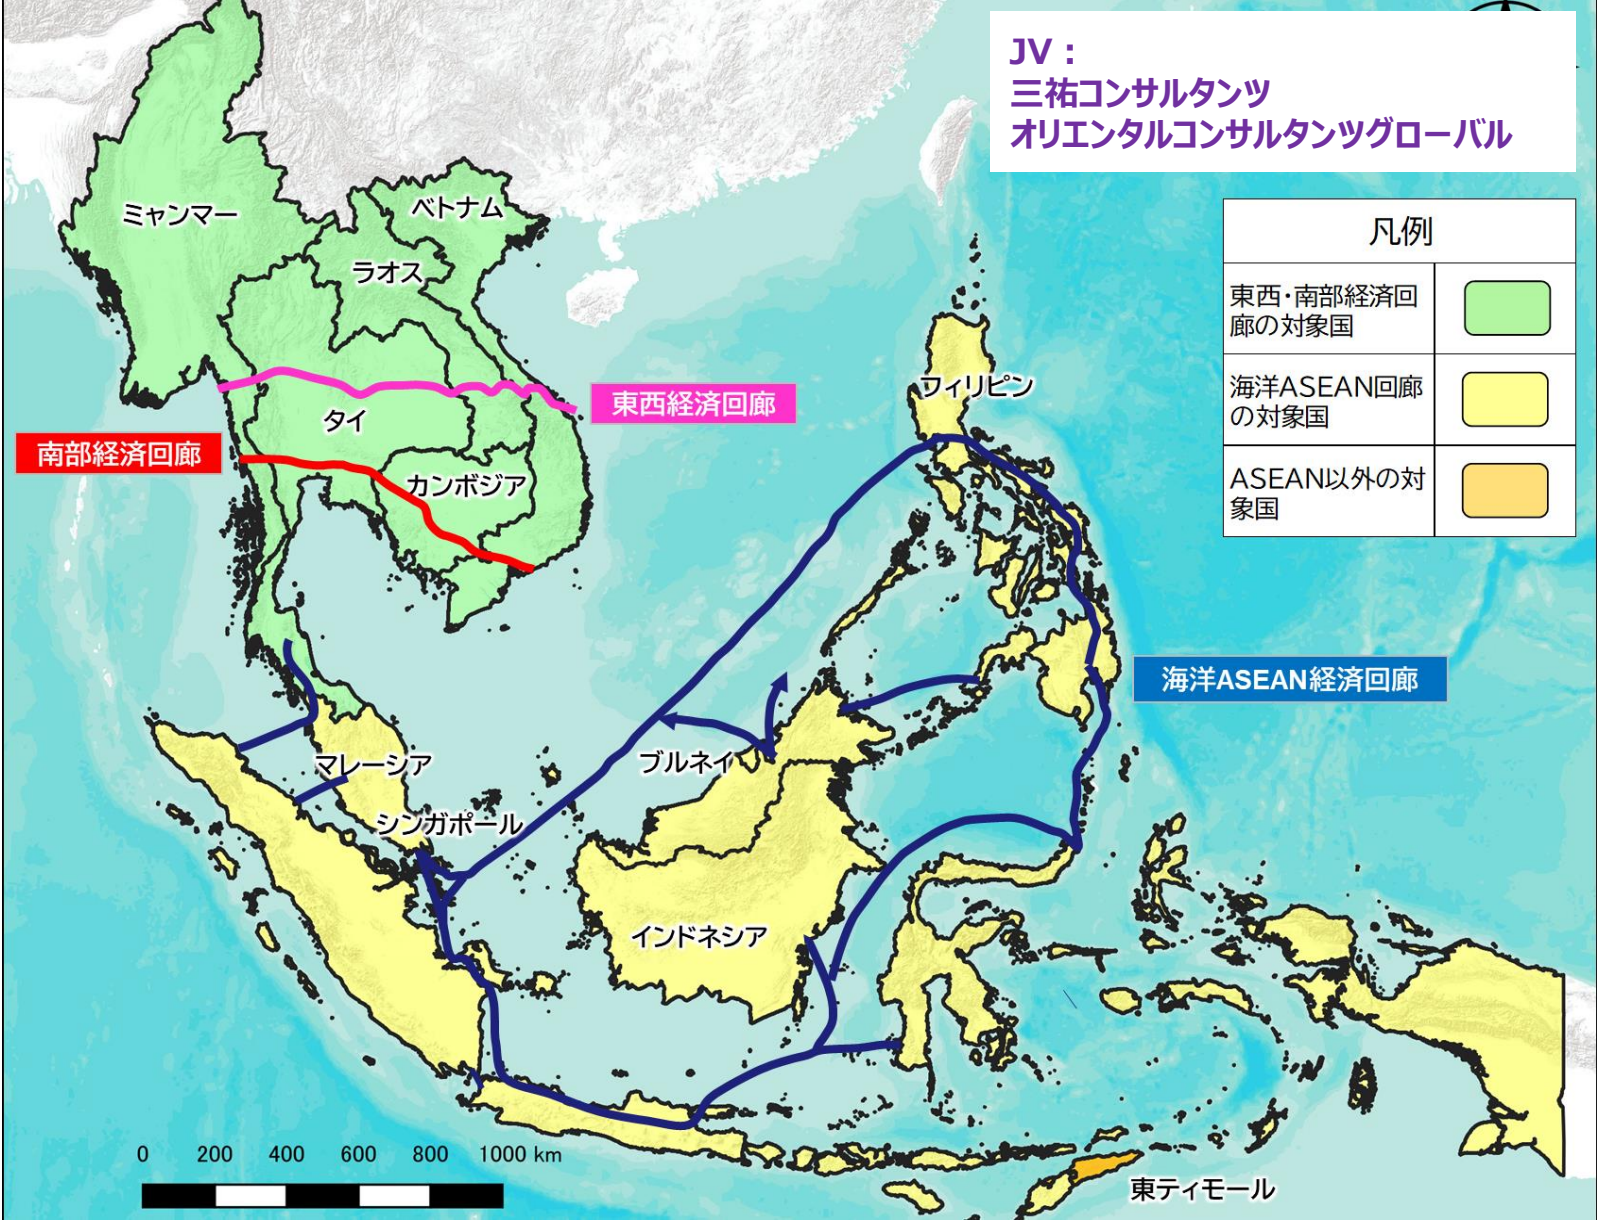 JV：
三祐コンサルタンツ
オリエンタルコンサルタンツグローバル
凡例
東西・南部経済回
廊の対象国
海洋ASEAN回廊
の対象国
ASEAN以外の対
象国
ミャンマー
ベトナム
ラオス
東西経済回廊
フィリピン
タイ
南部経済回廊
カンボジア
海洋ASEAN経済回廊
ブルネイ
マレーシア
シンガポール
インドネシア
東ティモール
0 200 400 600 800 1000 km